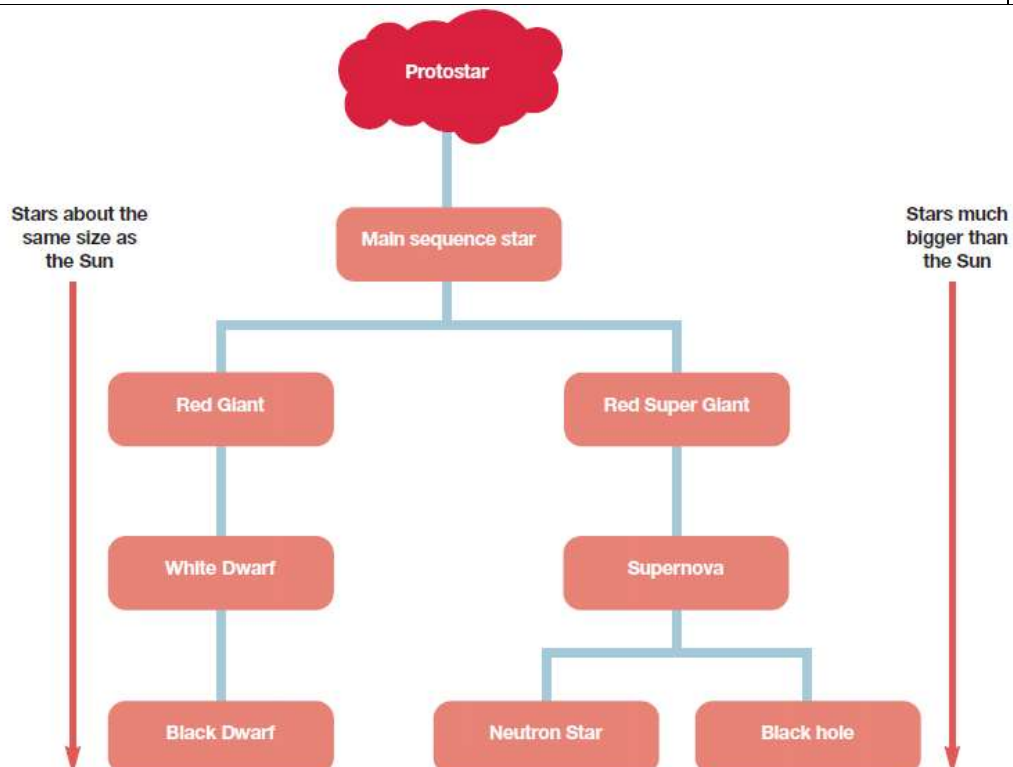 Protostar
Stars about the
same size as
the Sun
Stars much
bigger than
the Sun
Main sequence star
Red Giant
Red Super Giant
White Dwarf
Supernova
Black Dwarf
Neutron Star
Black hole